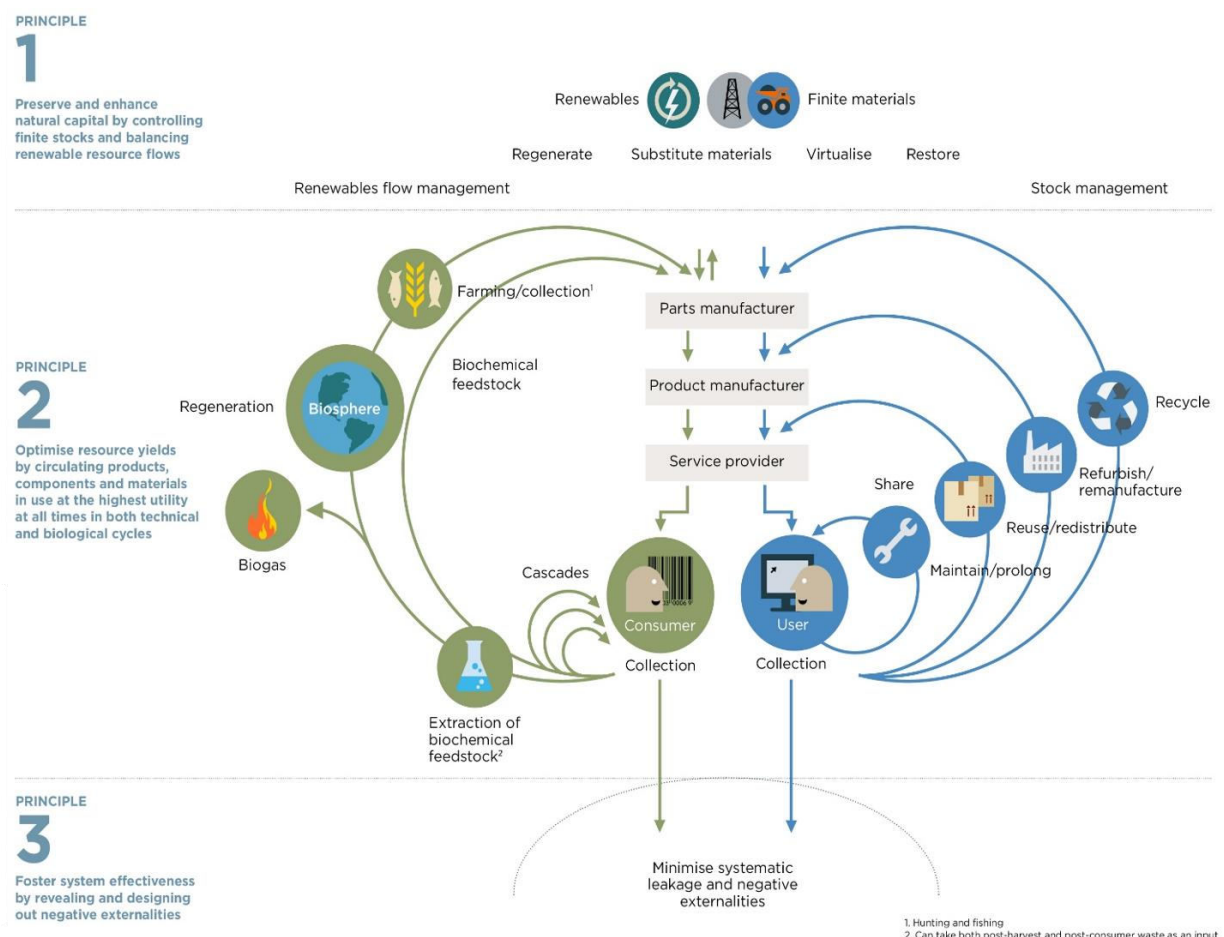 PRINCIPLE
1
Preserve and enhance
natural capital by controlling
finite stocks and balancing
renewable resource flows
Renewables
Finite materials
Regenerate
Substitute materials
Virtualise
Restore
Renewables flow management
Stock management
PRINCIPLE
2
Optimise resource yields
by circulating products,
components and materials
in use at the highest utility
at all times in both technical
and biological cycles
Farming/collection¹
Biochemical
feedstock
Regeneration
Biosphere
Biogas
Cascades
Extraction of
biochemical
feedstock²
Parts manufacturer
Product manufacturer
Service provider
Consumer
Collection
User
Collection
Share
Maintain/prolong
Reuse/redistribute
Refurbish/
remanufacture
Recycle
PRINCIPLE
3
Foster system effectiveness
by revealing and designing
out negative externalities
Minimise systematic
leakage and negative
externalities
1. Hunting and fishing
2. Can take both post-harvest and post-consumer waste as an input